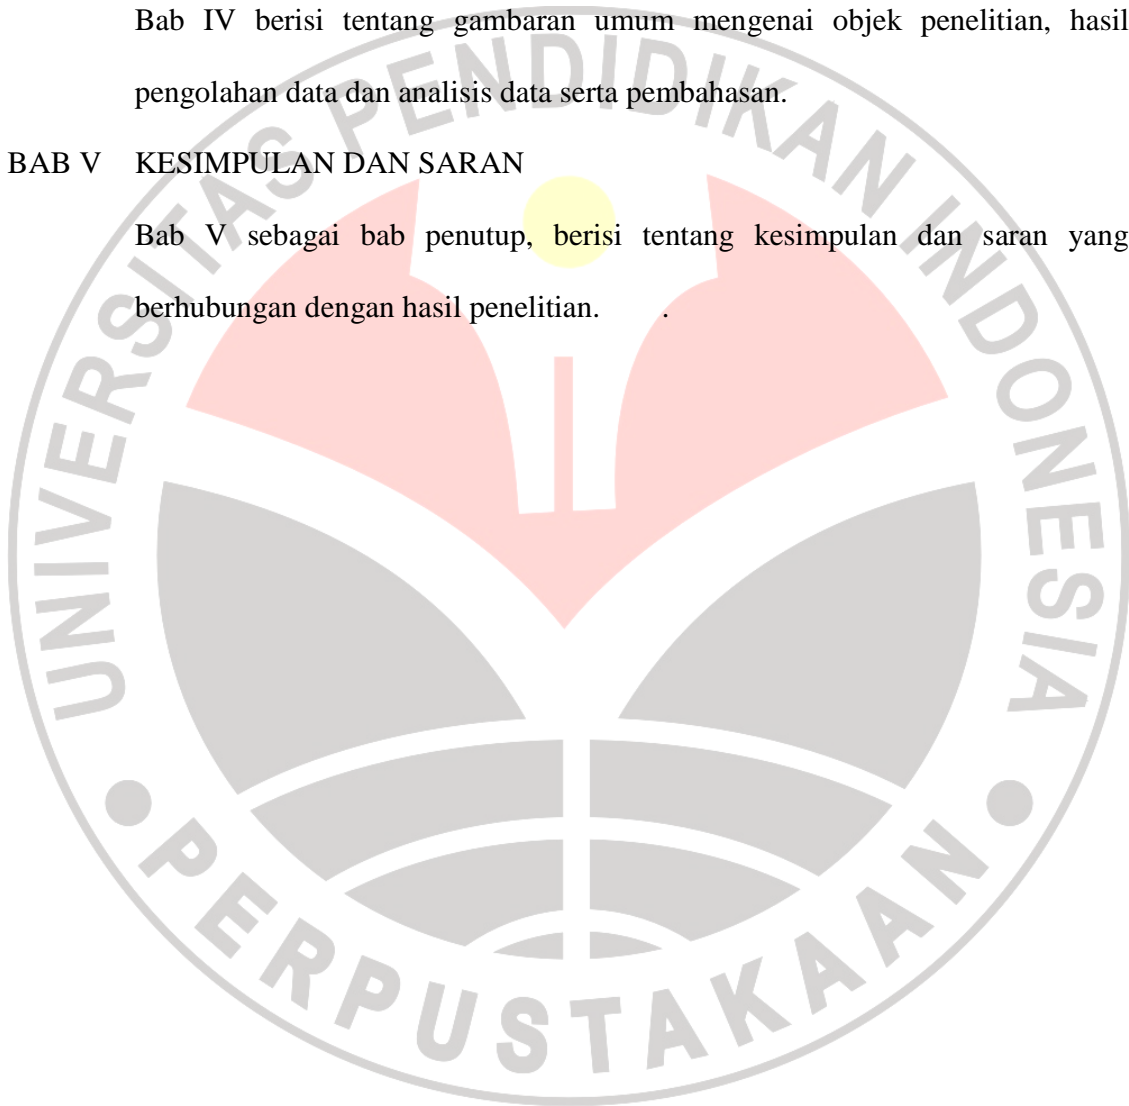 Bab IV berisi tentang gambaran umum mengenai objek penelitian, hasil
pengolahan data dan analisis data serta pembahasan.
BAB V KESIMPULAN DAN SARAN
Bab V sebagai bab penutup, berisi tentang kesimpulan dan saran yang
berhubungan dengan hasil penelitian. .
UNIVERSITAS PENDIDIKAN INDONESIA
PERPUSTAKAAN